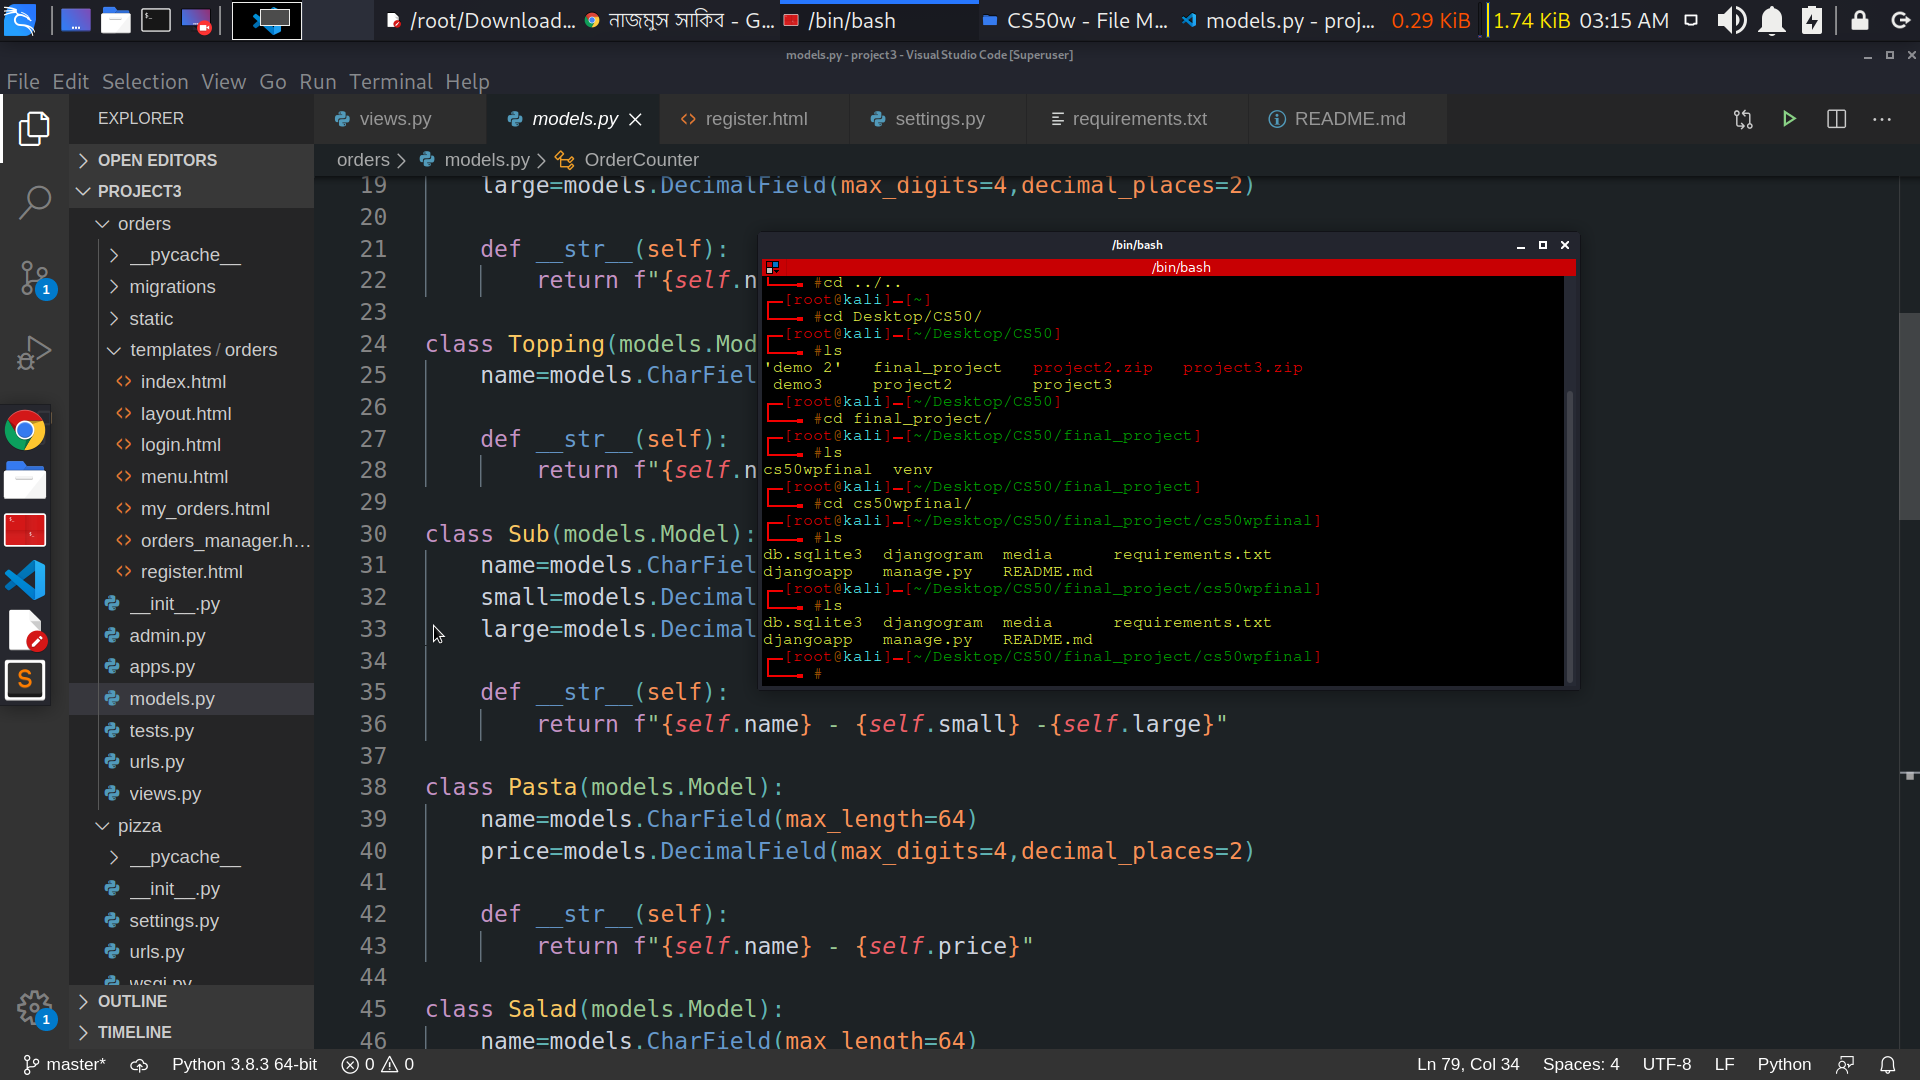 /root/Download...
নাজমুস সাকিব - G...
/bin/bash
CS50w - File M...
models.py - proj...
0.29 KiB
1.74 KiB
03:15 AM
models.py - project3 - Visual Studio Code [Superuser]
File Edit Selection View Go Run Terminal Help
EXPLORER
views.py
models.py
register.html
settings.py
requirements.txt
README.md
orders > models.py > OrderCounter
OPEN EDITORS
PROJECT3
orders
__pycache__
migrations
static
templates / orders
index.html
layout.html
login.html
menu.html
my_orders.html
orders_manager.h...
register.html
__init__.py
admin.py
apps.py
models.py
tests.py
urls.py
views.py
pizza
__pycache__
__init__.py
settings.py
urls.py
wsgi.py
OUTLINE
TIMELINE
19 large=models.DecimalField(max_digits=4,decimal_places=2)
20
21 def __str__(self):
22 return f"{self.n
23
24 class Topping(models.Mod
25 name=models.CharFiel
26
27 def __str__(self):
28 return f"{self.n
29
30 class Sub(models.Model):
31 name=models.CharFiel
32 small=models.Decimal
33 large=models.Decimal
34
35 def __str__(self):
36 return f"{self.name} - {self.small} -{self.large}"
37
38 class Pasta(models.Model):
39 name=models.CharField(max_length=64)
40 price=models.DecimalField(max_digits=4,decimal_places=2)
41
42 def __str__(self):
43 return f"{self.name} - {self.price}"
44
45 class Salad(models.Model):
46 name=models.CharField(max_length=64)
/bin/bash
/bin/bash
#cd ../..
[root@kali]-[~]
#cd Desktop/CS50/
[root@kali]-[~/Desktop/CS50]
#ls
'demo 2' final_project project2.zip project3.zip
demo3 project2 project3
[root@kali]-[~/Desktop/CS50]
#cd final_project/
[root@kali]-[~/Desktop/CS50/final_project]
#ls
cs50wpfinal venv
[root@kali]-[~/Desktop/CS50/final_project]
#cd cs50wpfinal/
[root@kali]-[~/Desktop/CS50/final_project/cs50wpfinal]
#ls
db.sqlite3 djangogram media requirements.txt
djangoapp manage.py README.md
[root@kali]-[~/Desktop/CS50/final_project/cs50wpfinal]
#ls
db.sqlite3 djangogram media requirements.txt
djangoapp manage.py README.md
[root@kali]-[~/Desktop/CS50/final_project/cs50wpfinal]
#
S
1
1
master* Python 3.8.3 64-bit 0 0 Ln 79, Col 34 Spaces: 4 UTF-8 LF Python